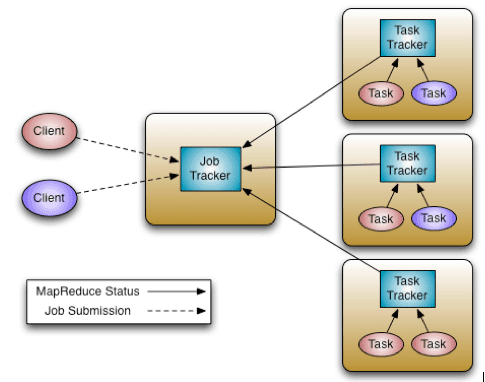 Client
Client
Job
Tracker
Task
Tracker
Task
Task
Task
Tracker
Task
Task
Task
Tracker
Task
Task
MapReduce Status
Job Submission